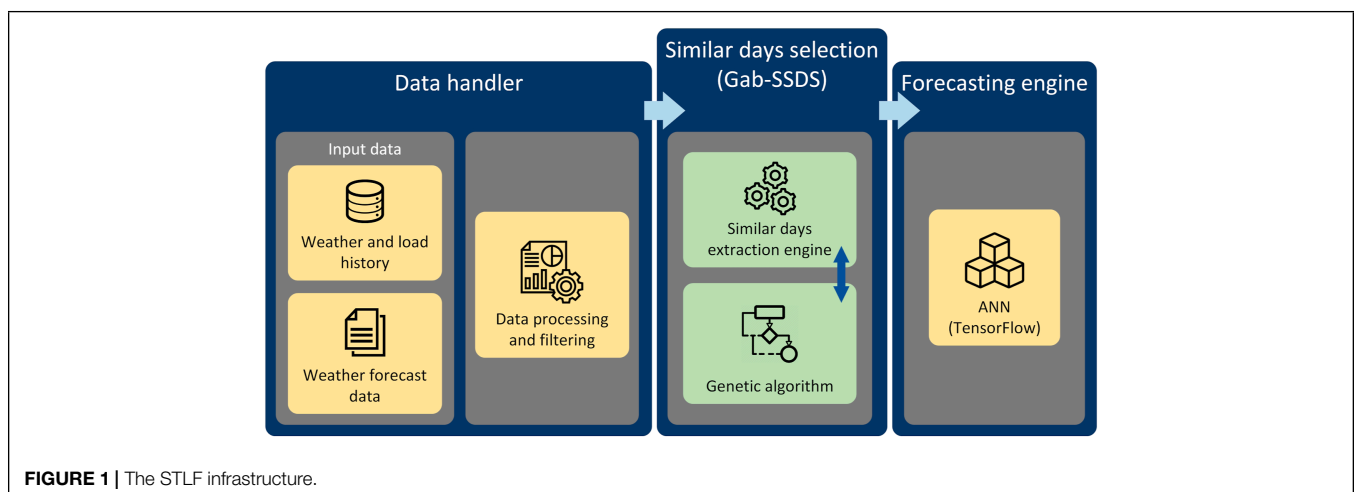 Data handler
Input data
Weather and load
history
Weather forecast
data
Data processing
and filtering
Similar days selection
(Gab-SSDS)
Similar days
extraction engine
Genetic algorithm
Forecasting engine
ANN
(TensorFlow)
FIGURE 1 | The STLF infrastructure.